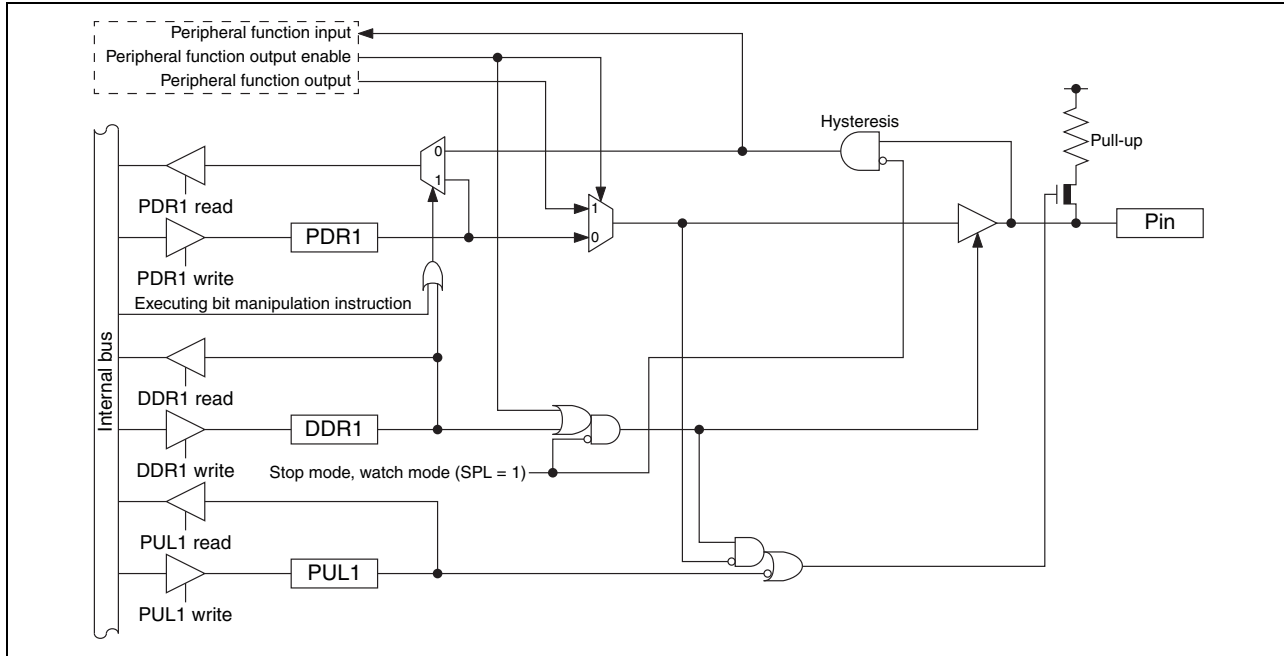 Peripheral function input
Peripheral function output enable
Peripheral function output
Hysteresis
Pull-up
0
1
PDR1 read
1
Pin
PDR1
0
PDR1 write
Executing bit manipulation instruction
Internal bus
DDR1 read
DDR1
DDR1 write
Stop mode, watch mode (SPL = 1)
PUL1 read
PUL1
PUL1 write